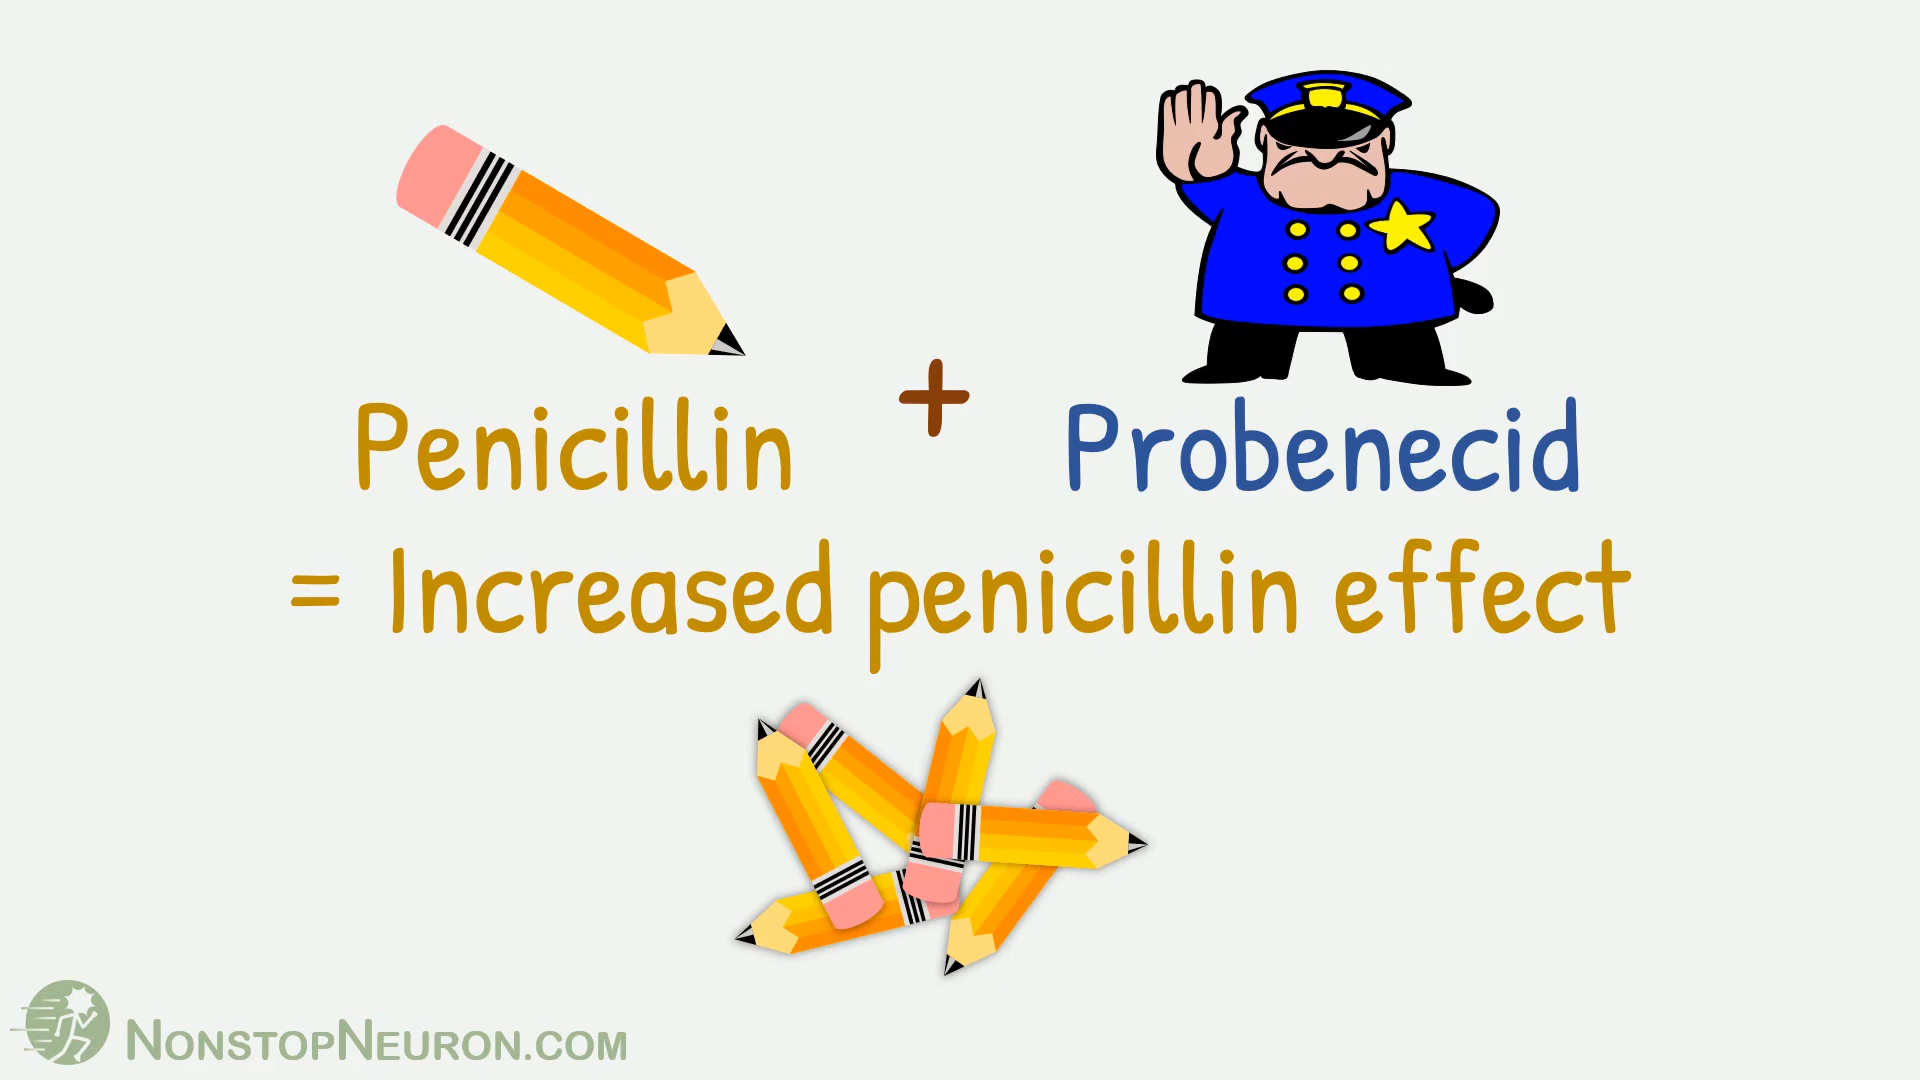 Penicillin + Probenecid
= Increased penicillin effect
NONSTOPNEURON.COM